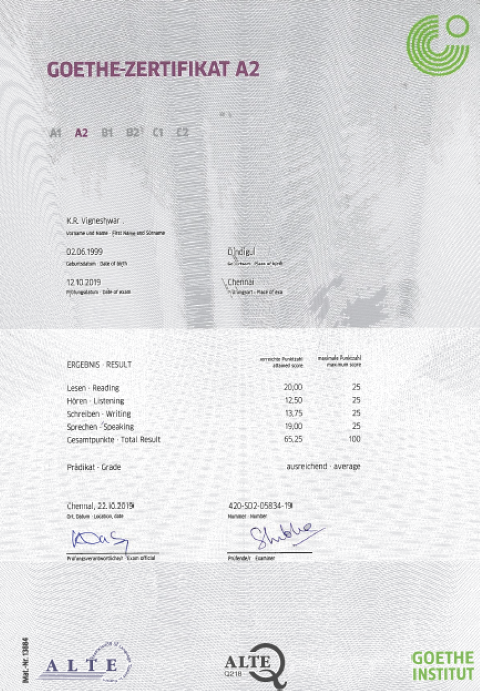 GOETHE-ZERTIFIKAT A2
A1 A2 B1 B2 C1 C2
K.R. Vigneshwar .
Vorname und Name · First Name and Surname
02.06.1999
Geburtsdatum · Date of birth
Dindigul
Geburtsort · Place of birth
12.10.2019
Prüfungsdatum · Date of exam
Chennai
Prüfungsort · Place of exa
ERGEBNIS · RESULT
erreichte Punktzahl
attained score
maximale Punktzahl
maximum score
Lesen · Reading 20,00 25
Hören · Listening 12,50 25
Schreiben · Writing 13,75 25
Sprechen · Speaking 19,00 25
Gesamtpunkte · Total Result 65,25 100
Prädikat · Grade ausreichend · average
Chennai, 22.10.2019
Ort, Datum · Location, date
420-SD2-05834-19
Nummer · Number
Prüfungsverantwortliche/r · Exam official
Shubha
Prüfende/r · Examiner
Mat.-Nr. 13884
ALTE
ALTE
Q218
GOETHE
INSTITUT